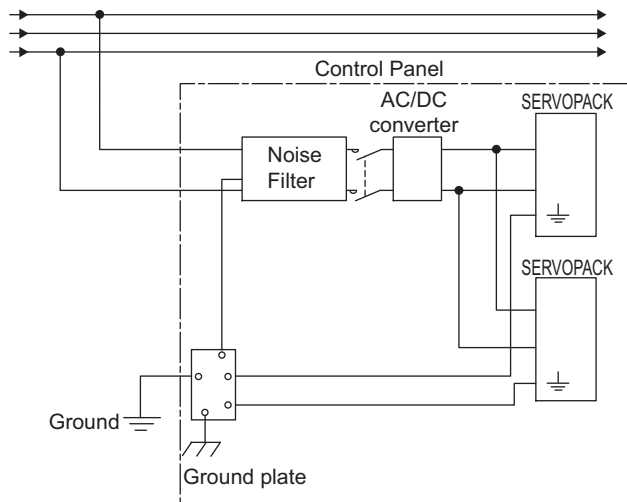 Control Panel
AC/DC
converter
SERVOPACK
Noise
Filter
SERVOPACK
Ground
Ground plate